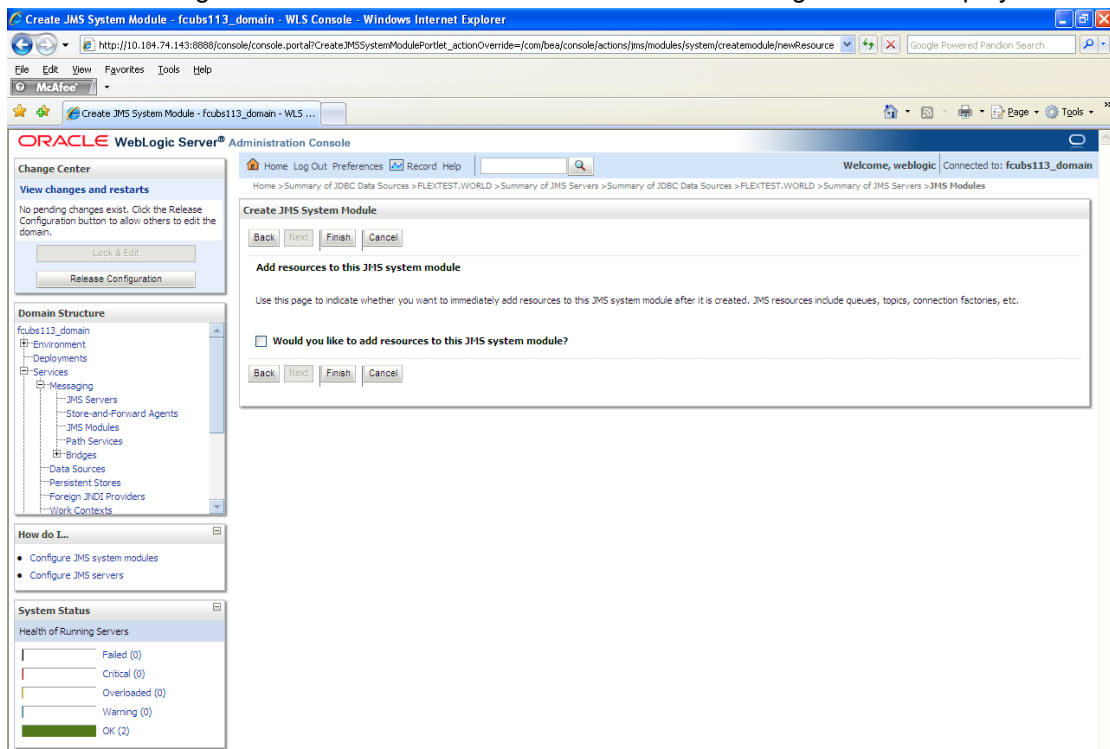 Create JMS System Module - fcubs113_domain - WLS Console - Windows Internet Explorer
http://10.184.74.143:8888/console/console.portal?CreateJMSSystemModulePortlet_actionOverride=/com/bea/console/actions/jms/modules/system/createmodule/newResource
Google Powered Pandion Search
File Edit View Favorites Tools Help
McAfee
Create JMS System Module - fcubs113_domain - WLS ...
Page Tools
ORACLE WebLogic Server® Administration Console
Change Center
View changes and restarts
No pending changes exist. Click the Release
Configuration button to allow others to edit the
domain.
Lock & Edit
Release Configuration
Domain Structure
fcubs113_domain
Environment
Deployments
Services
Messaging
JMS Servers
Store-and-Forward Agents
JMS Modules
Path Services
Bridges
Data Sources
Persistent Stores
Foreign JNDI Providers
Work Contexts
How do I...
Configure JMS system modules
Configure JMS servers
System Status
Health of Running Servers
Failed (0)
Critical (0)
Overloaded (0)
Warning (0)
OK (2)
Home Log Out Preferences Record Help
Welcome, weblogic Connected to: fcubs113_domain
Home >Summary of JDBC Data Sources >FLEXTEST.WORLD >Summary of JMS Servers >Summary of JDBC Data Sources >FLEXTEST.WORLD >Summary of JMS Servers >JMS Modules
Create JMS System Module
Back Next Finish Cancel
Add resources to this JMS system module
Use this page to indicate whether you want to immediately add resources to this JMS system module after it is created. JMS resources include queues, topics, connection factories, etc.
Would you like to add resources to this JMS system module?
Back Next Finish Cancel